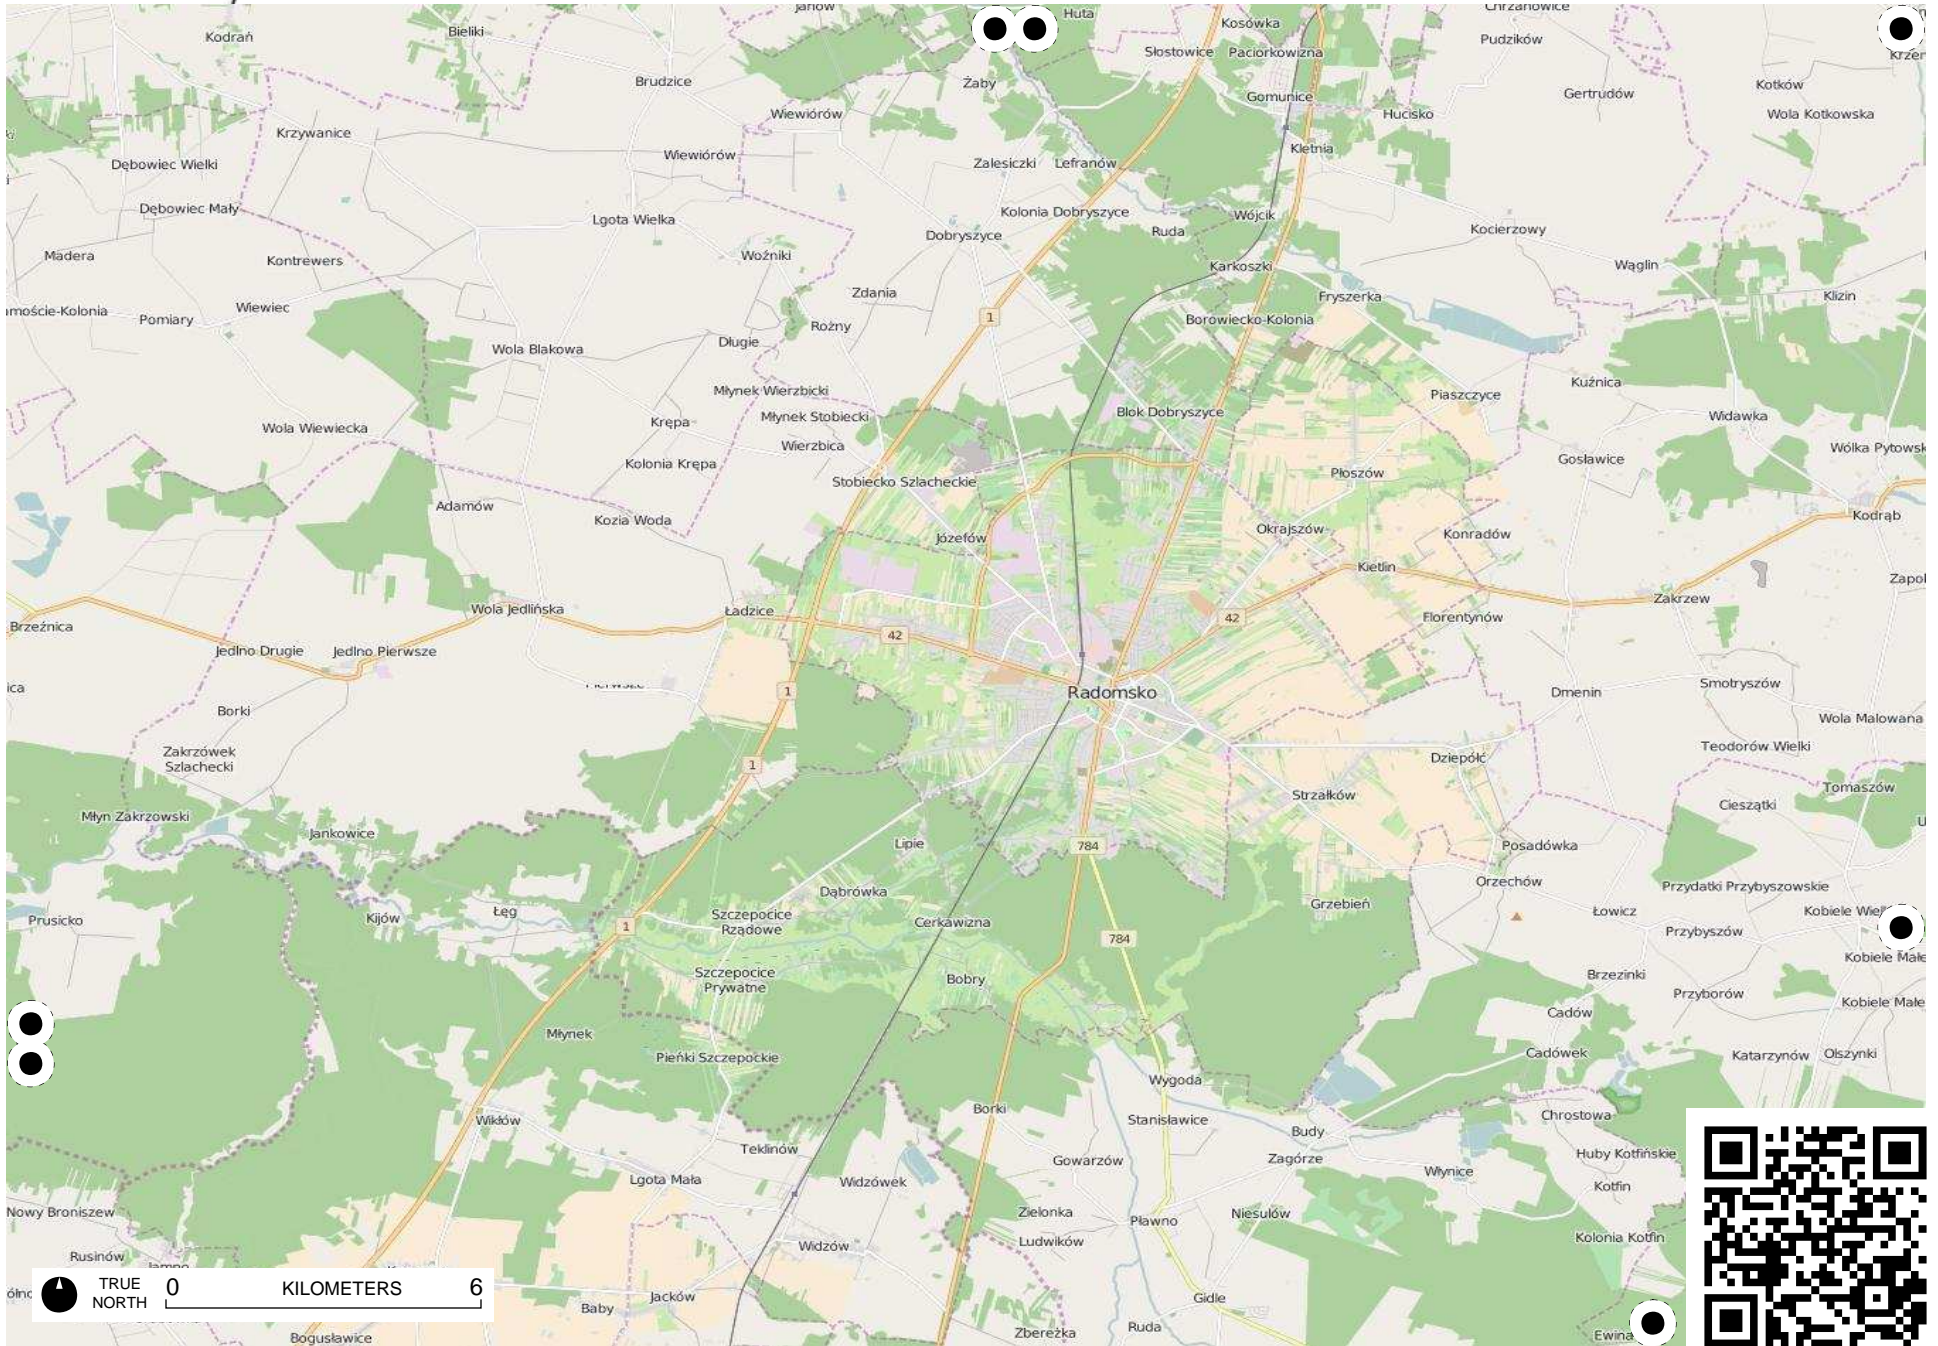 Kodrań
Bieliki
Huta
Kosówka
Pudzików
Słostowice
Paciorkowizna
Brudzice
Żaby
Gomunice
Gertrudów
Kotków
Wiewiórów
Hucisko
Wola Kotkowska
Krzywanice
Kletnia
Dębowiec Wielki
Wiewiórów
Zalesiczki
Lefranów
Dębowiec Mały
Lgota Wielka
Kolonia Dobryszyce
Wójcik
Dobryszyce
Ruda
Kocierzowy
Madera
Kontrewers
Woźniki
Karkoszki
Wąglin
Zdania
Fryszerka
Klizin
Wiewiec
Pomiary
Rożny
1
Borowiecko-Kolonia
Wola Blakowa
Długie
Kuźnica
Młynek Wierzbicki
Piaszczyce
Krępa
Młynek Stobiecki
Blok Dobryszyce
Widawka
Wola Wiewiecka
Wierzbica
Kolonia Krępa
Gosławice
Stobiecko Szlacheckie
Płoszów
Adamów
Kozia Woda
Kodrąb
Józefów
Okrajszów
Konradów
Kietlin
Wola Jedlińska
Ładzice
Zakrzew
Brzeźnica
42
42
Florentynów
Jedlno Drugie
Jedlno Pierwsze
1
Radomsko
Dmenin
Smotryszów
Borki
Wola Malowana
Zakrzówek
Szlachecki
1
Dziepółć
Teodorów Wielki
Tomaszów
Młyn Zakrzowski
Strzałków
Cieszątki
Jankowice
Lipie
784
Posadówka
Orzechów
Przydatki Przybyszowskie
Dąbrówka
Prusicko
Kijów
Łęg
Szczepocice
Rządowe
Grzebień
Łowicz
1
Cerkawizna
784
Przybyszów
Szczepocice
Prywatne
Bobry
Brzezinki
Przyborów
Młynek
Cadów
Pieńki Szczepockie
Cadówek
Katarzynów
Olszynki
Wygoda
Wikłów
Borki
Stanisławice
Chrostowa
Budy
Teklinów
Gowarzów
Zagórze
Huby Kotfińskie
Lgota Mała
Widzówek
Włynice
Kotfin
Nowy Broniszew
Zielonka
Pławno
Niesułów
Ludwików
Kolonia Kotfin
Rusinów
Widzów
TRUE
NORTH
0 KILOMETERS 6
Jacków
Baby
Gidle
Bogusławice
Zbereżka
Ruda